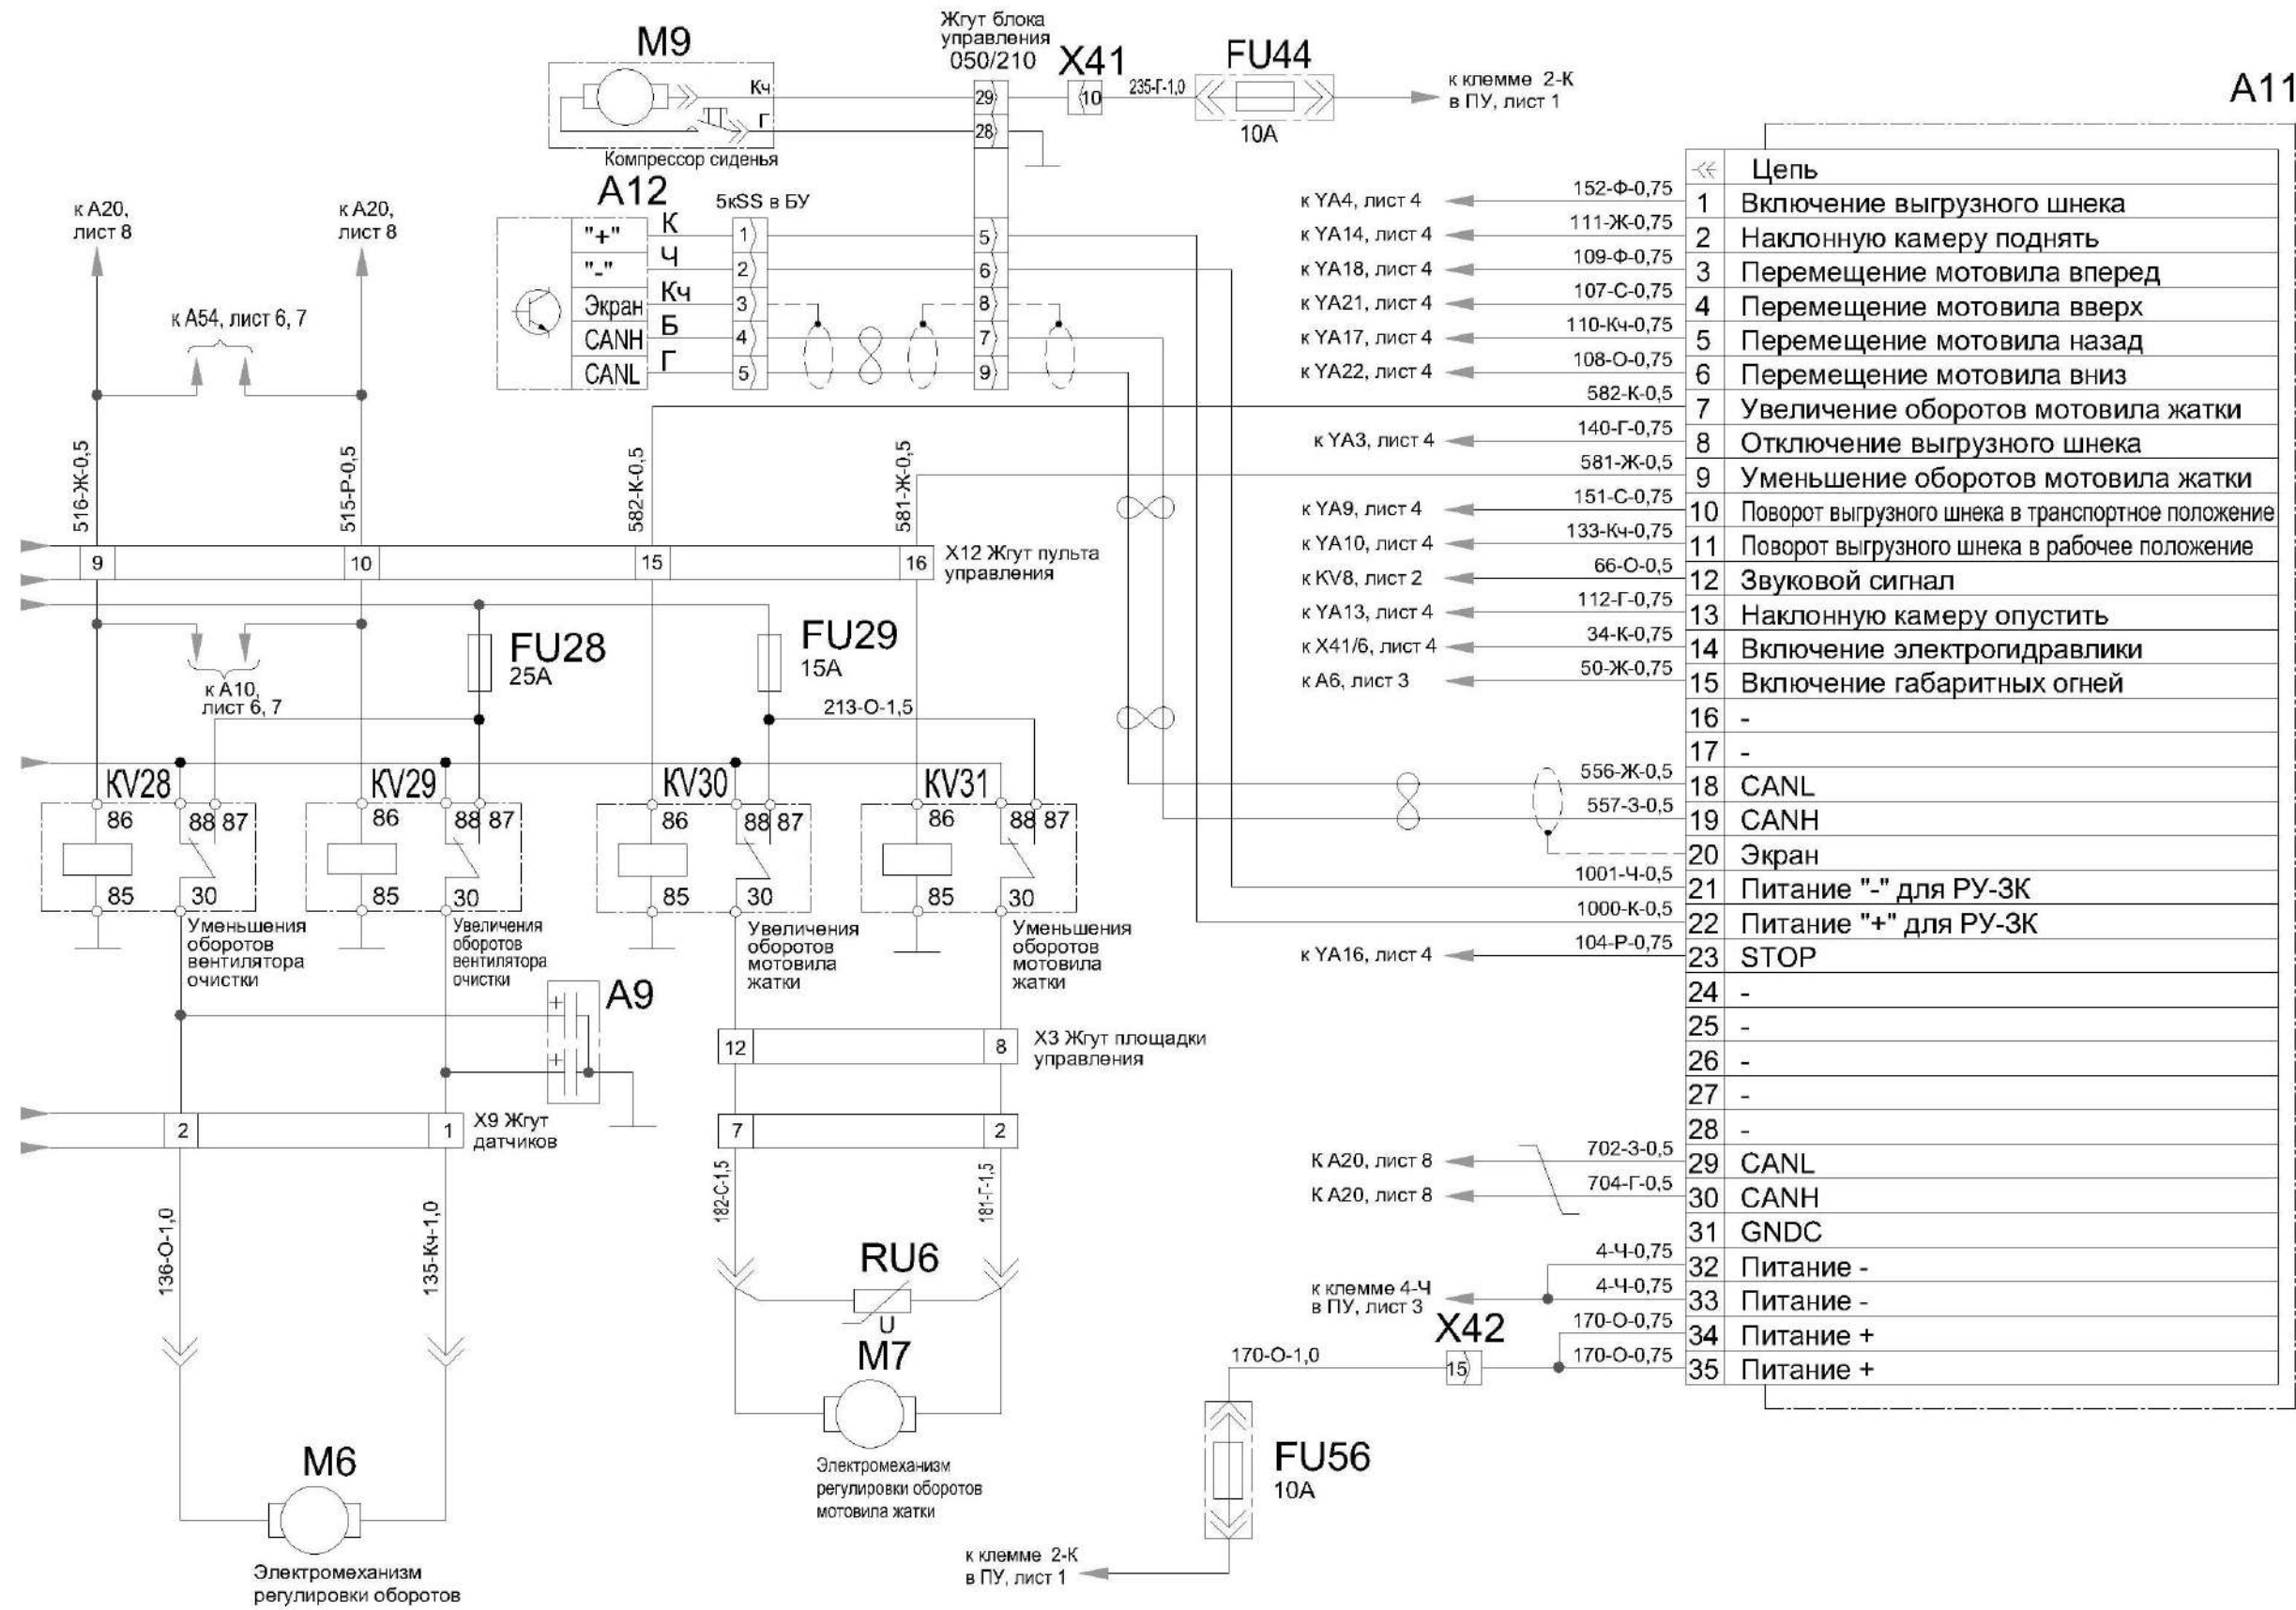 M9
Компрессор сиденья
Кч
Г
Жгут блока
управления
050/210
29
28
X41
10
235-Г-1,0
FU44
10А
к клемме 2-К
в ПУ, лист 1
A11
A12
5кSS в БУ
"+"
К
1
5
"-"
Ч
2
6
Экран
Кч
3
8
CANH
Б
4
7
CANL
Г
5
9
к А20,
лист 8
к А20,
лист 8
к А54, лист 6, 7
516-Ж-0,5
515-Р-0,5
582-К-0,5
581-Ж-0,5
9
10
15
16
X12 Жгут пульта
управления
к А10,
лист 6, 7
FU28
25А
FU29
15А
213-О-1,5
KV28
86
88
87
85
30
Уменьшения
оборотов
вентилятора
очистки
KV29
86
88
87
85
30
Увеличения
оборотов
вентилятора
очистки
KV30
86
88
87
85
30
Увеличения
оборотов
мотовила
жатки
KV31
86
88
87
85
30
Уменьшения
оборотов
мотовила
жатки
A9
+
+
12
8
X3 Жгут площадки
управления
2
1
X9 Жгут
датчиков
7
2
136-О-1,0
135-Кч-1,0
182-С-1,5
181-Г-1,5
RU6
U
M7
Электромеханизм
регулировки оборотов
мотовила жатки
M6
Электромеханизм
регулировки оборотов
Цепь
к YA4, лист 4
152-Ф-0,75
1
Включение выгрузного шнека
к YA14, лист 4
111-Ж-0,75
2
Наклонную камеру поднять
к YA18, лист 4
109-Ф-0,75
3
Перемещение мотовила вперед
к YA21, лист 4
107-С-0,75
4
Перемещение мотовила вверх
к YA17, лист 4
110-Кч-0,75
5
Перемещение мотовила назад
к YA22, лист 4
108-О-0,75
6
Перемещение мотовила вниз
582-К-0,5
7
Увеличение оборотов мотовила жатки
к YA3, лист 4
140-Г-0,75
8
Отключение выгрузного шнека
581-Ж-0,5
9
Уменьшение оборотов мотовила жатки
к YA9, лист 4
151-С-0,75
10
Поворот выгрузного шнека в транспортное положение
к YA10, лист 4
133-Кч-0,75
11
Поворот выгрузного шнека в рабочее положение
к KV8, лист 2
66-О-0,5
12
Звуковой сигнал
к YA13, лист 4
112-Г-0,75
13
Наклонную камеру опустить
к X41/6, лист 4
34-К-0,75
14
Включение электрогидравлики
к А6, лист 3
50-Ж-0,75
15
Включение габаритных огней
16
-
17
-
556-Ж-0,5
18
CANL
557-З-0,5
19
CANH
20
Экран
1001-Ч-0,5
21
Питание "-" для РУ-ЗК
1000-К-0,5
22
Питание "+" для РУ-ЗК
к YA16, лист 4
104-Р-0,75
23
STOP
24
-
25
-
26
-
27
-
28
-
К А20, лист 8
702-З-0,5
29
CANL
К А20, лист 8
704-Г-0,5
30
CANH
31
GNDC
4-Ч-0,75
32
Питание -
к клемме 4-Ч
в ПУ, лист 3
4-Ч-0,75
33
Питание -
170-О-0,75
34
Питание +
170-О-1,0
X42
15
170-О-0,75
35
Питание +
FU56
10А
к клемме 2-К
в ПУ, лист 1